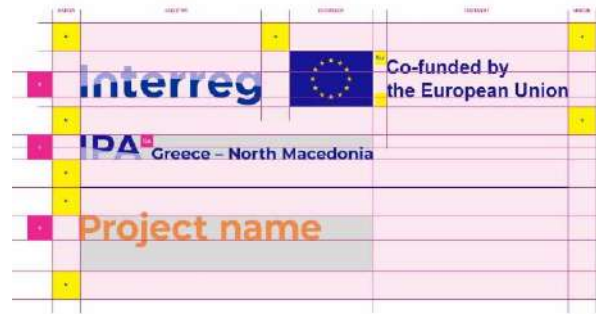 Interreg
Co-funded by
the European Union
IPA Greece – North Macedonia
Project name